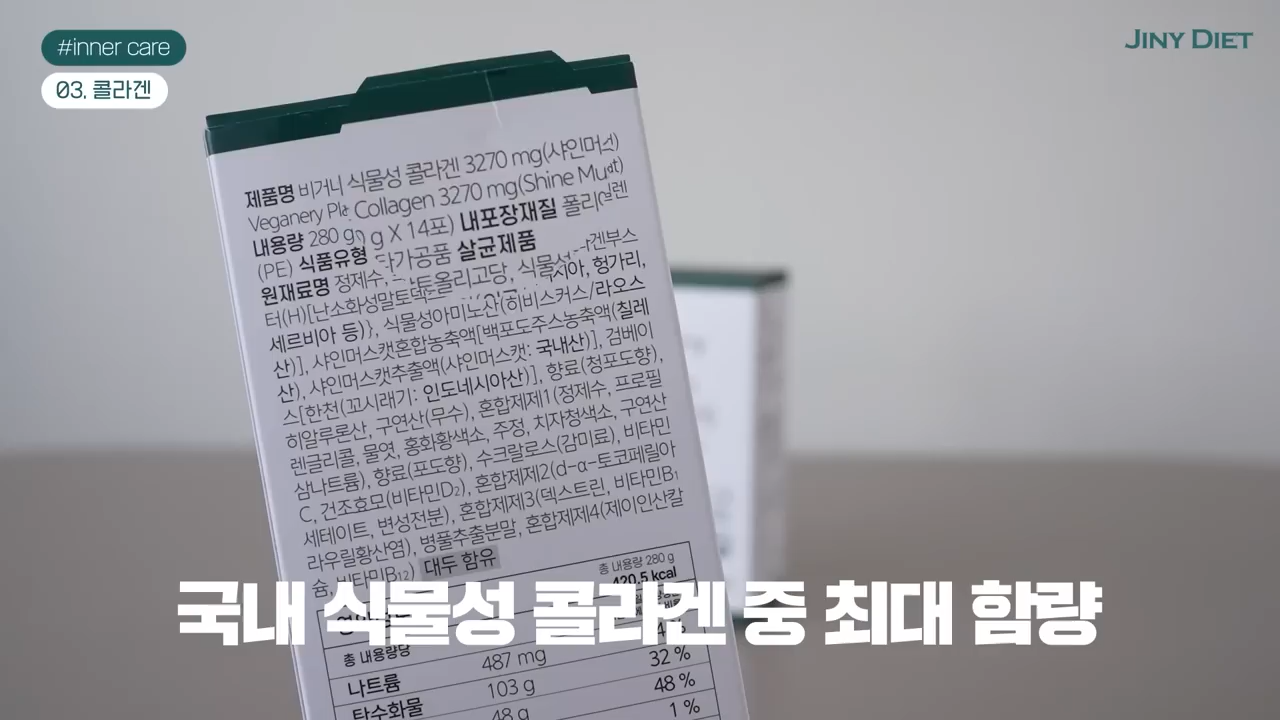 #inner care
03. 콜라겐
JINY DIET
제품명 비거니 식물성 콜라겐 3270 mg(샤인머
Veganery Collagen 3270 mg(Shine
내용량 280 g X 14포) 내포장재질
(PE) 식품유형 살균제품
원재료명 정제수, 식물성
터(H)[난소화성말토덱스 헝가리,
세르비아 등)}, 식물성아미노산(히비스커스/라오스
산)], 샤인머스캣혼합농축액[백포도주스농축액(칠레
산), 샤인머스캣추출액(샤인머스캣: 국내산)], 검베이
스[한천(꼬시래기: 인도네시아산)], 향료(청포도향),
히알루론산, 구연산(무수), 혼합제제1(정제수, 프로필
렌글리콜, 물엿, 홍화황색소, 주정, 치자청색소, 구연산
삼나트륨), 향료(포도향), 수크랄로스(감미료), 비타민
C, 건조효모(비타민D₂), 혼합제제2(d-α-토코페릴아
세테이트, 변성전분), 혼합제제3(덱스트린, 비타민B₁
라우릴황산염), 병풀추출분말, 혼합제제4(제이인산칼
슘, 비타민B₁₂) 대두 함유
총 내용량 280 g
420.5 kcal
국내 식물성 콜라겐 중 최대 함량
총 내용량당
나트륨 487 mg 32 %
탄수화물 103 g 48 %
48 g 1 %